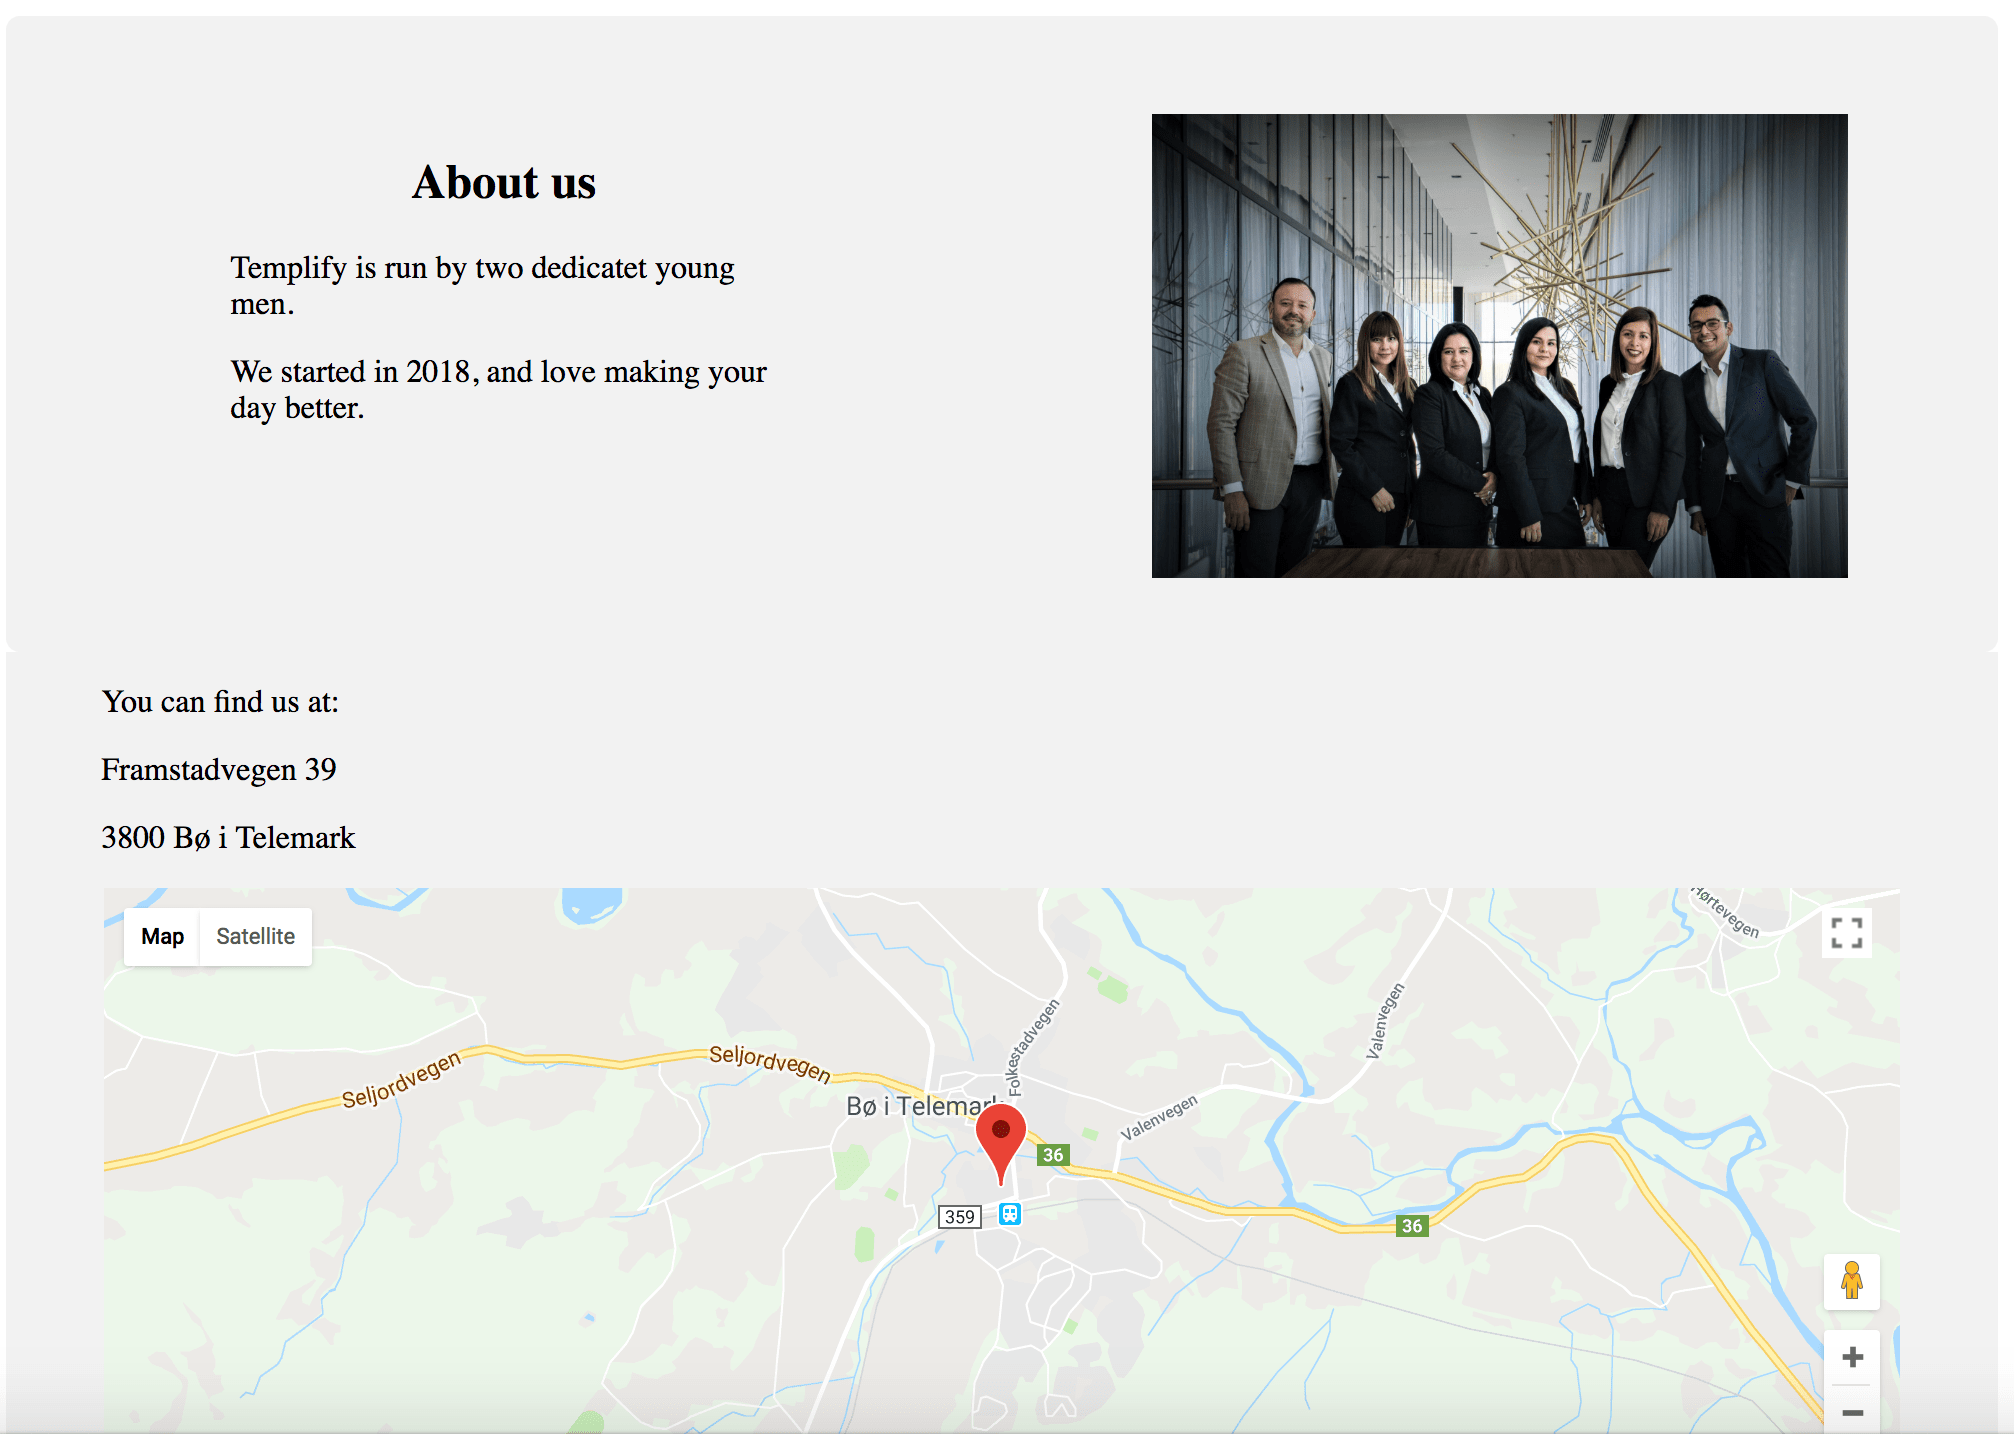 About us
Templify is run by two dedicatet young
men.
We started in 2018, and love making your
day better.
You can find us at:
Framstadvegen 39
3800 Bø i Telemark
Map
Satellite
Hørtevegen
Folkestadvegen
Valenvegen
Seljordvegen
Seljordvegen
Bø i Telemark
Valenvegen
36
359
36